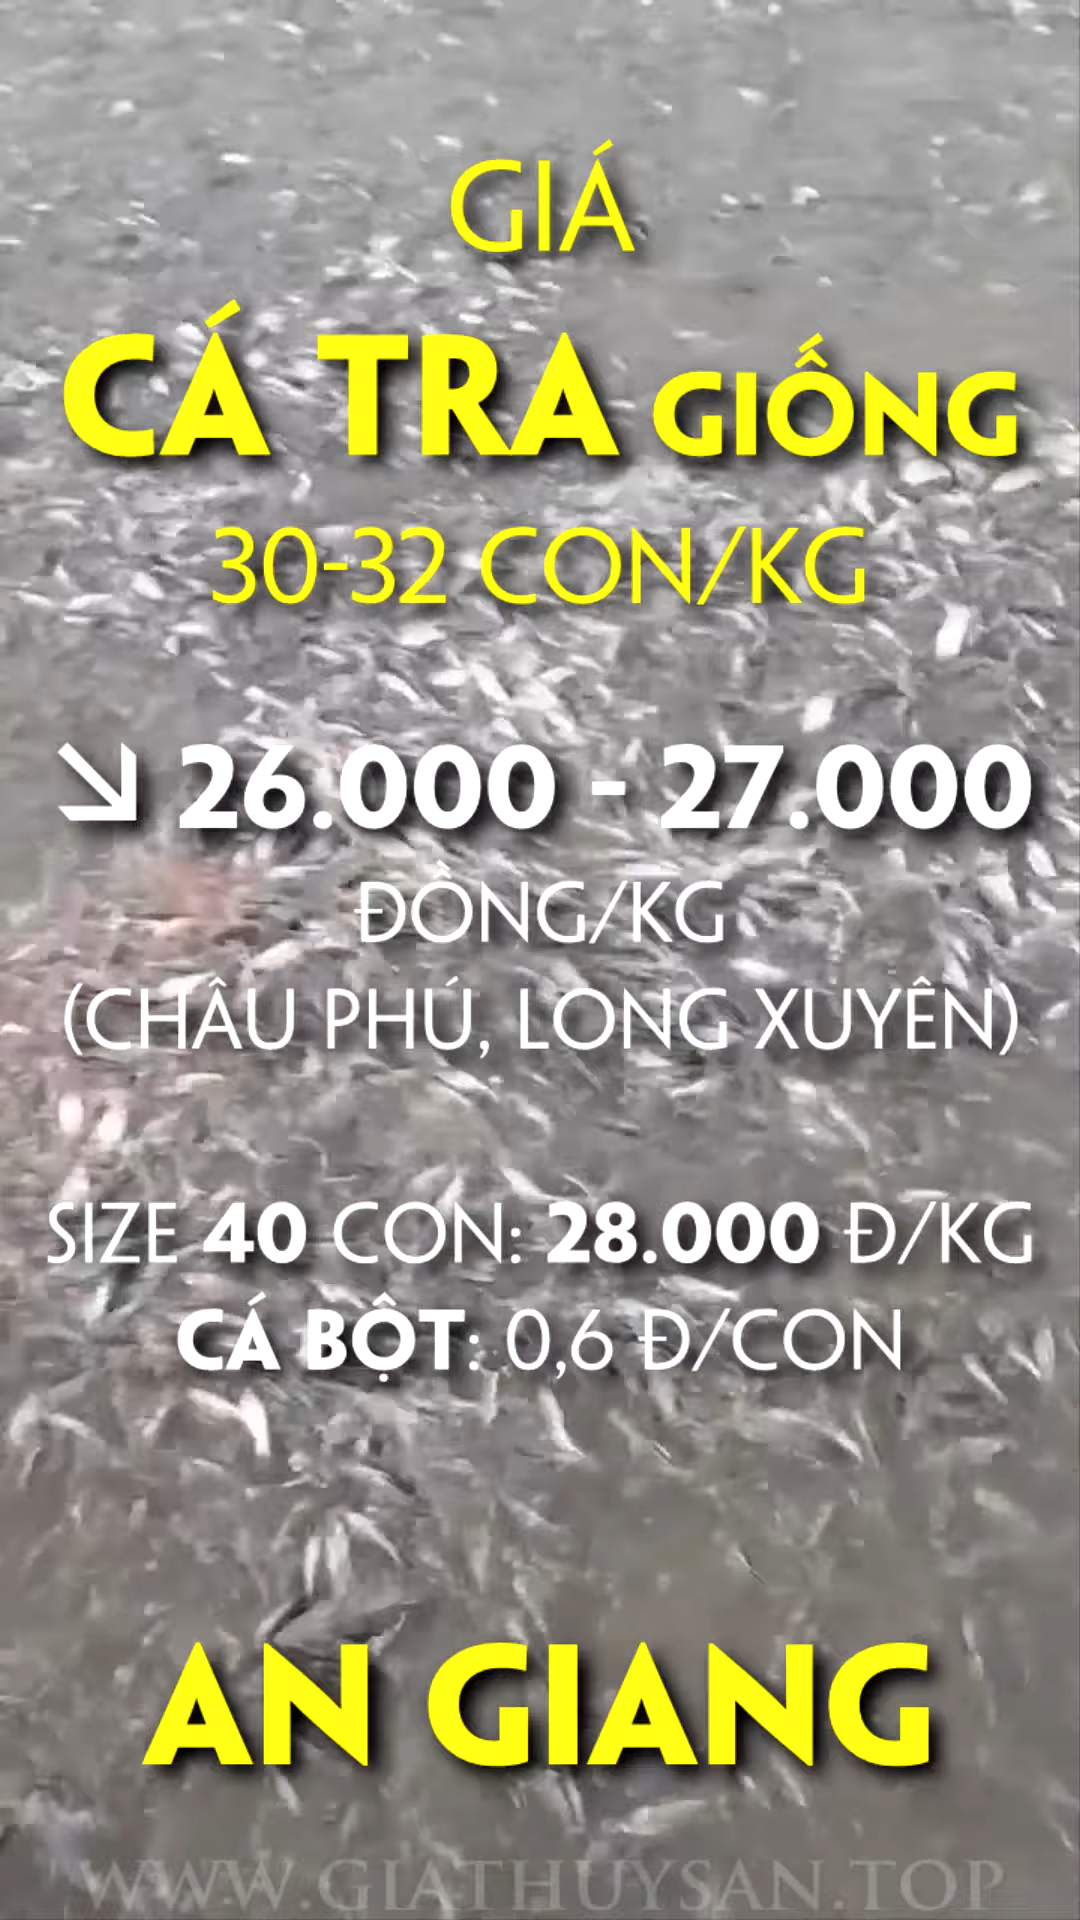 GIÁ
CÁ TRA GIỐNG
30-32 CON/KG
↘ 26.000 - 27.000
ĐỒNG/KG
(CHÂU PHÚ, LONG XUYÊN)
SIZE 40 CON: 28.000 Đ/KG
CÁ BỘT: 0,6 Đ/CON
AN GIANG
WWW.GIATHUYSAN.TOP